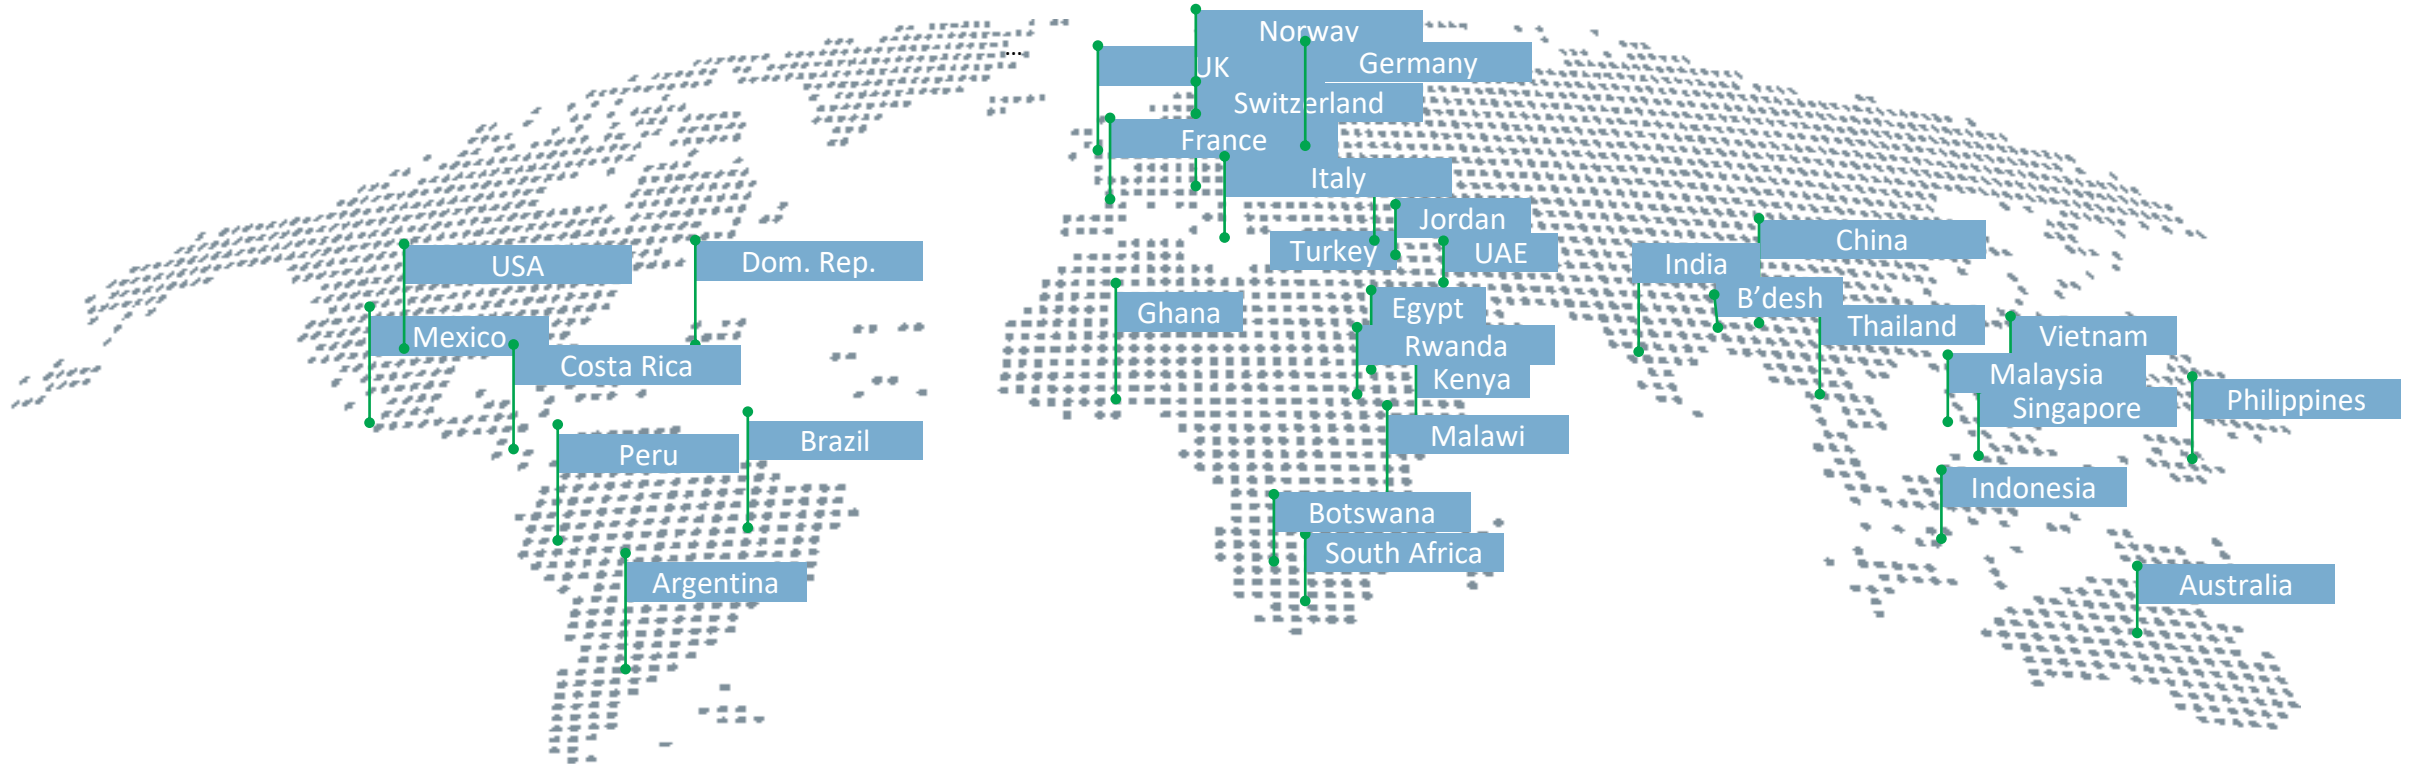 Norway
...
UK
Germany
Switzerland
France
Italy
Jordan
Turkey
UAE
China
India
B'desh
USA
Dom. Rep.
Ghana
Egypt
Thailand
Mexico
Rwanda
Vietnam
Costa Rica
Kenya
Malaysia
Singapore
Philippines
Peru
Brazil
Malawi
Indonesia
Botswana
South Africa
Argentina
Australia